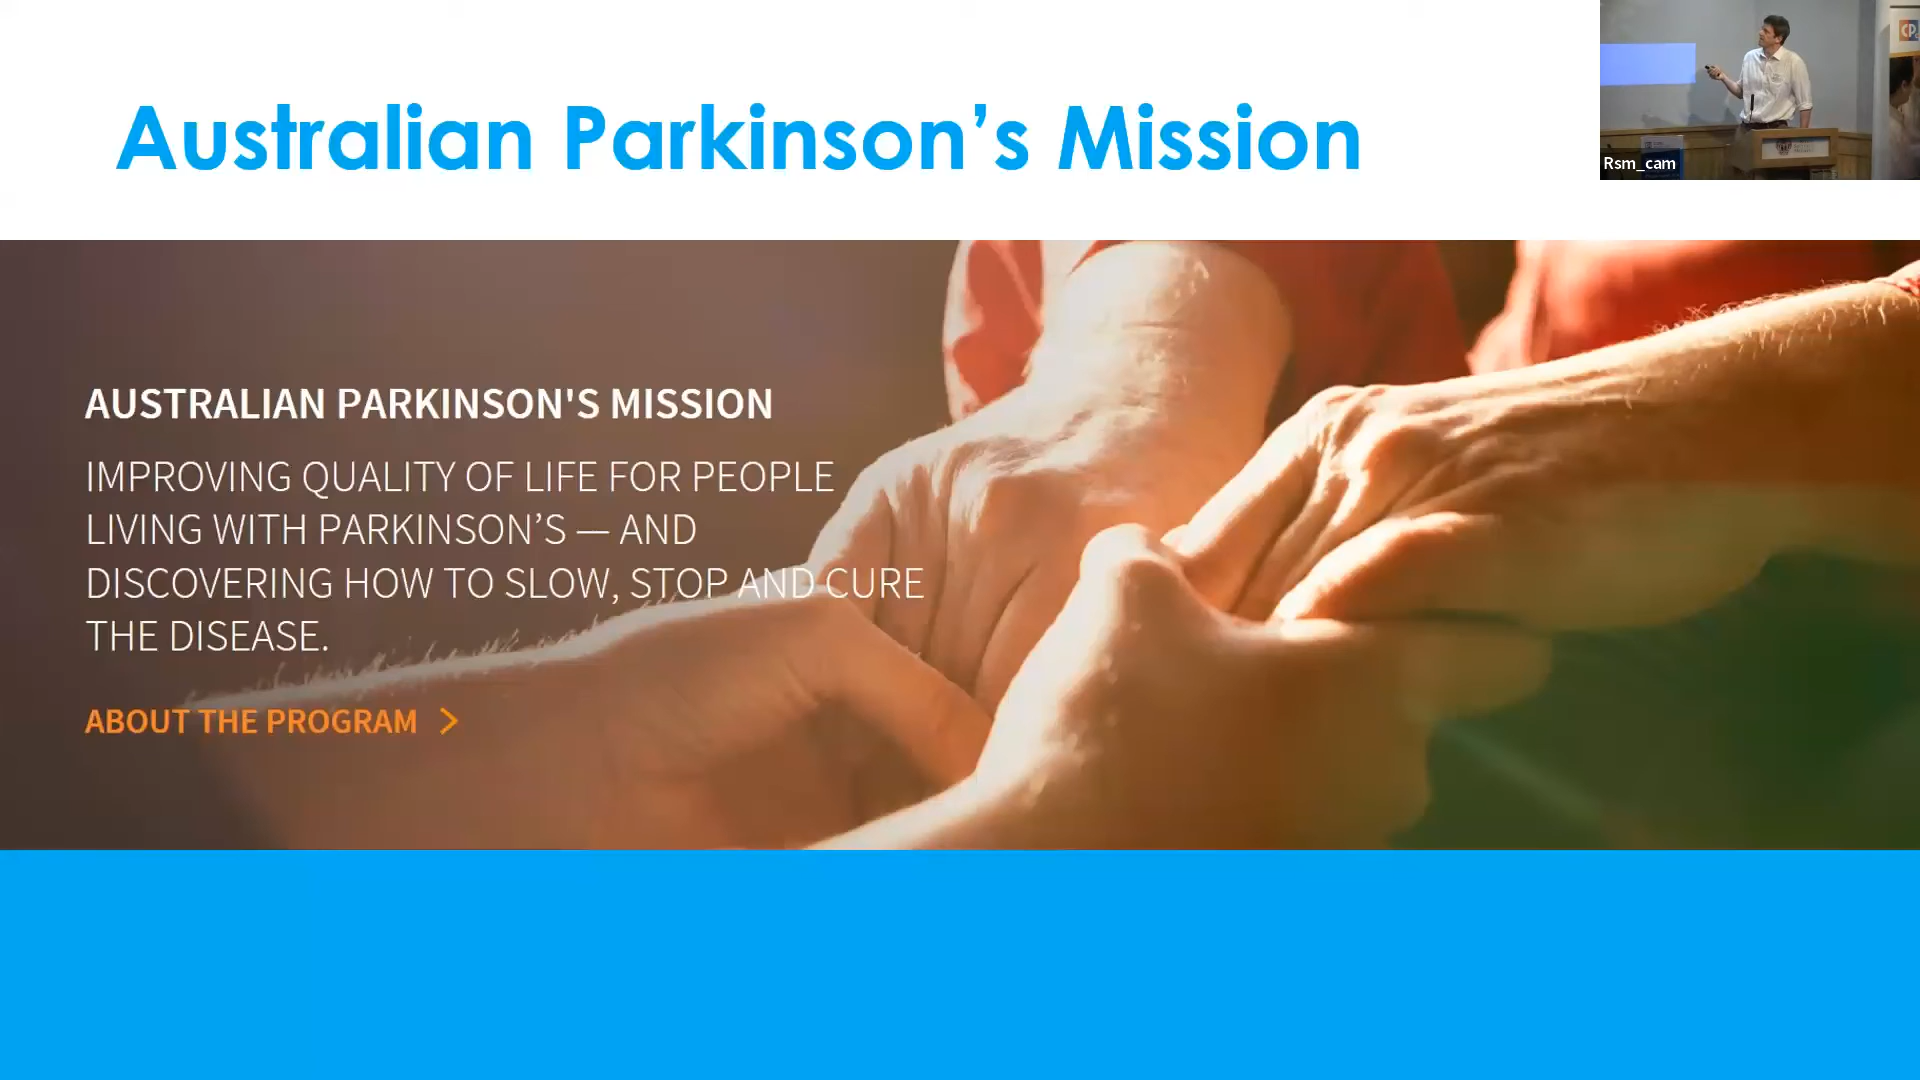 Australian Parkinson’s Mission
Rsm_cam
CP
AUSTRALIAN PARKINSON'S MISSION
IMPROVING QUALITY OF LIFE FOR PEOPLE
LIVING WITH PARKINSON’S — AND
DISCOVERING HOW TO SLOW, STOP AND CURE
THE DISEASE.
ABOUT THE PROGRAM >